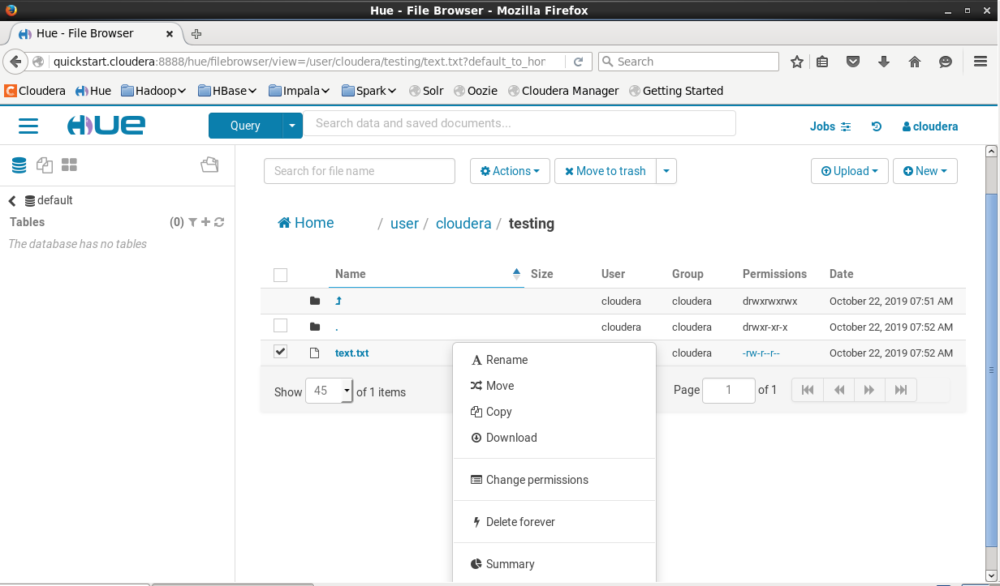 Hue - File Browser - Mozilla Firefox
Hue - File Browser
quickstart.cloudera:8888/hue/filebrowser/view=/user/cloudera/testing/text.txt?default_to_hor Search
Cloudera Hue Hadoop HBase Impala Spark Solr Oozie Cloudera Manager Getting Started
HUE Query Search data and saved documents... Jobs cloudera
Search for file name Actions Move to trash Upload New
default
Tables (0)
The database has no tables
Home / user / cloudera / testing
Name Size User Group Permissions Date
cloudera cloudera drwxrwxrwx October 22, 2019 07:51 AM
. cloudera cloudera drwxr-xr-x October 22, 2019 07:52 AM
text.txt cloudera -rw-r--r-- October 22, 2019 07:52 AM
Show 45 of 1 items Page 1 of 1
Rename
Move
Copy
Download
Change permissions
Delete forever
Summary